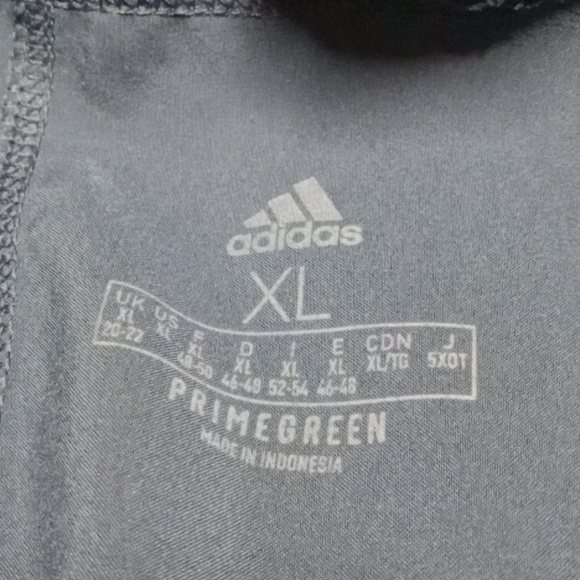 adidas
XL
UK US F D I E CDN J
XL XL XL XL XL XL XL/TG 5XOT
20-22 48-50 46-48 52-54 46-48
PRIMEGREEN
MADE IN INDONESIA